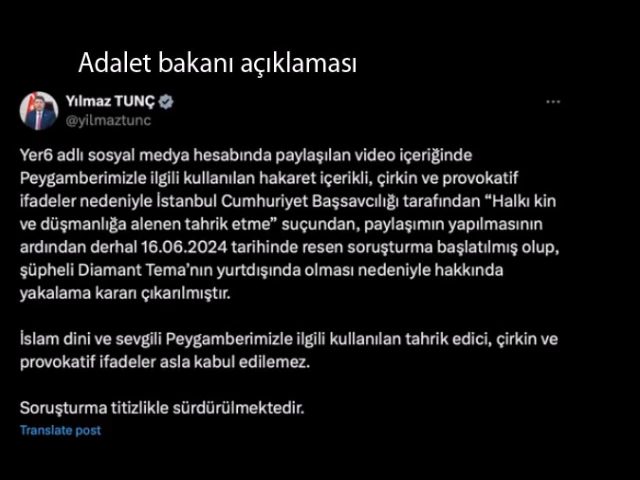 Adalet bakanı açıklaması
Yılmaz TUNÇ
@yilmaztunc
Yer6 adlı sosyal medya hesabında paylaşılan video içeriğinde
Peygamberimizle ilgili kullanılan hakaret içerikli, çirkin ve provokatif
ifadeler nedeniyle İstanbul Cumhuriyet Başsavcılığı tarafından “Halkı kin
ve düşmanlığa alenen tahrik etme” suçundan, paylaşımın yapılmasının
ardından derhal 16.06.2024 tarihinde resen soruşturma başlatılmış olup,
şüpheli Diamant Tema’nın yurtdışında olması nedeniyle hakkında
yakalama kararı çıkarılmıştır.
İslam dini ve sevgili Peygamberimizle ilgili kullanılan tahrik edici, çirkin ve
provokatif ifadeler asla kabul edilemez.
Soruşturma titizlikle sürdürülmektedir.
Translate post